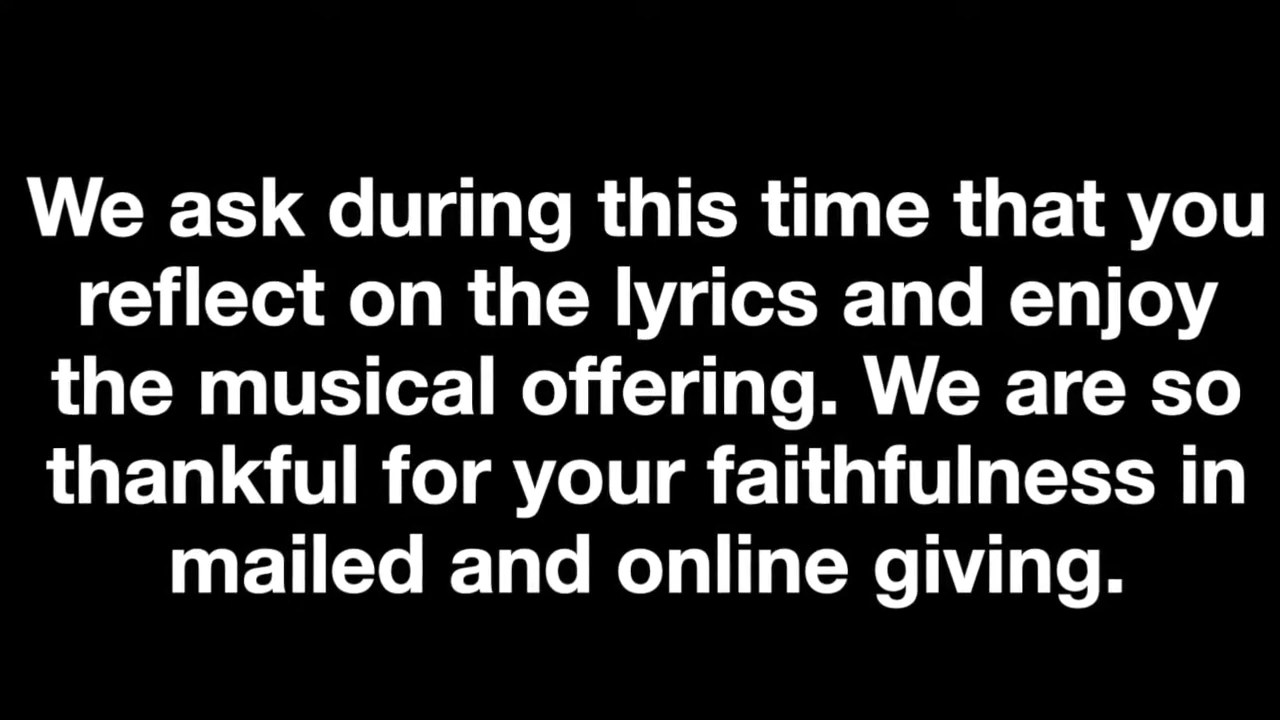 We ask during this time that you
reflect on the lyrics and enjoy
the musical offering. We are so
thankful for your faithfulness in
mailed and online giving.